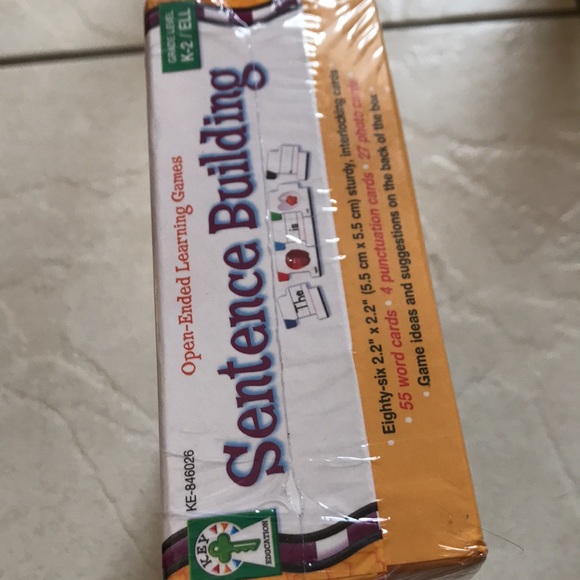 GRADE LEVEL
K-2 / ELL
Open-Ended Learning Games
Sentence Building
The
is
KE-846026
KEY
EDUCATION
• Eighty-six 2.2" x 2.2" (5.5 cm x 5.5 cm) sturdy, interlocking cards
• 55 word cards • 4 punctuation cards • 27 photo cards
• Game ideas and suggestions on the back of the box